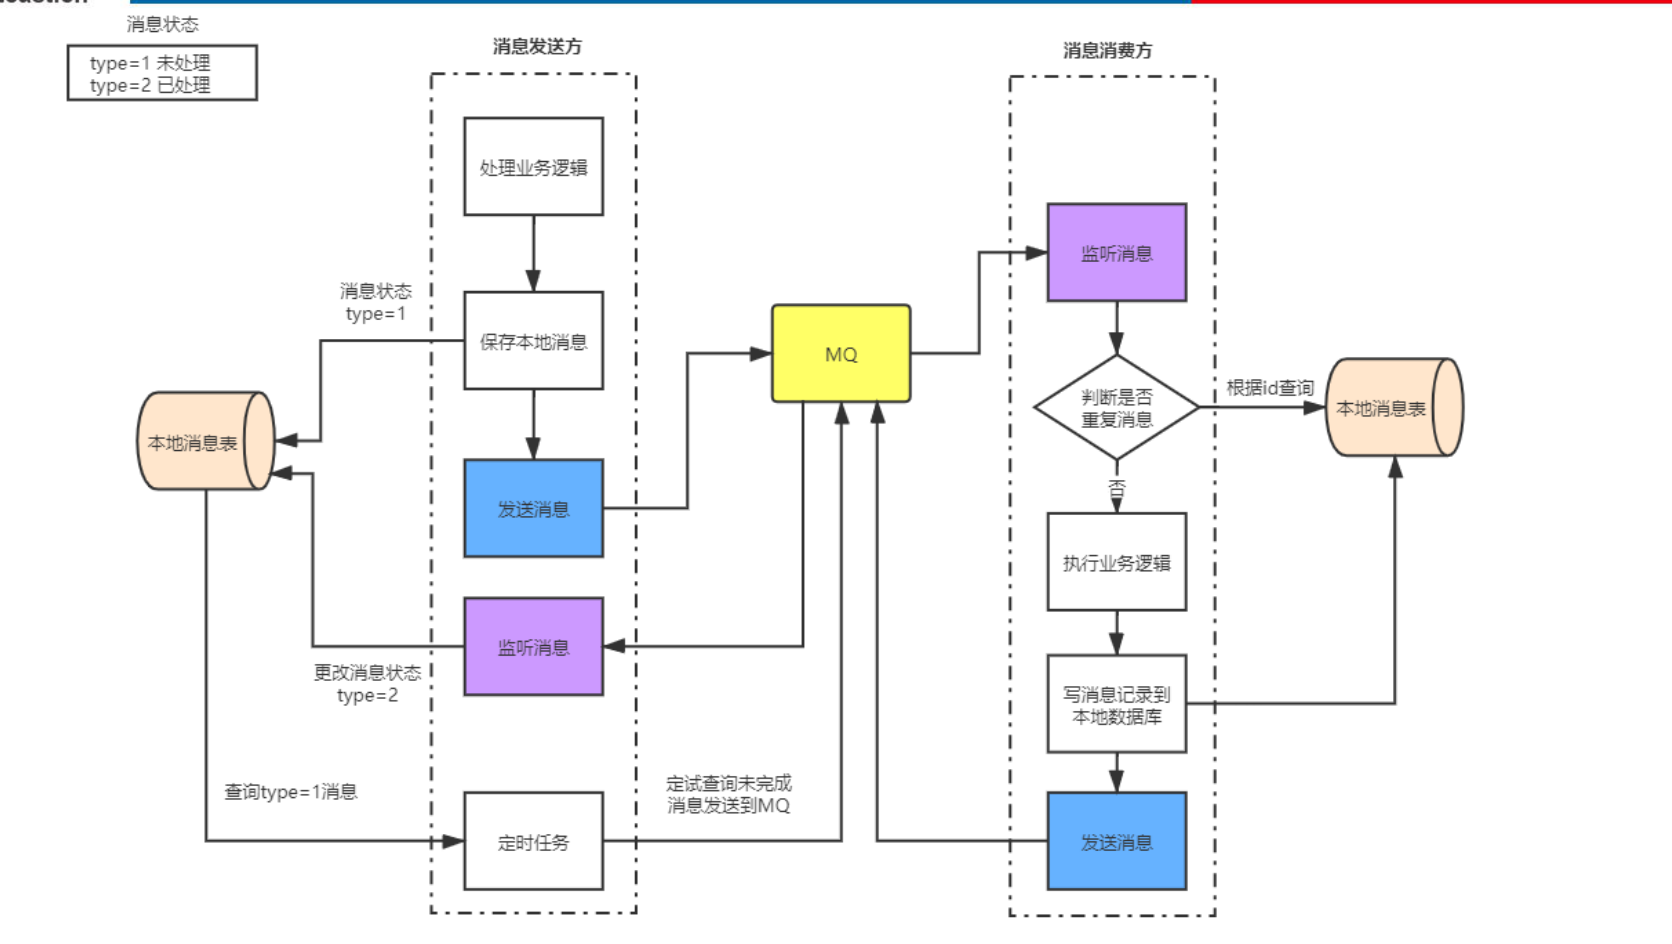 消息状态
type=1 未处理
type=2 已处理
消息发送方
处理业务逻辑
消息状态
type=1
保存本地消息
本地消息表
发送消息
监听消息
更改消息状态
type=2
查询type=1消息
定时任务
定试查询未完成
消息发送到MQ
MQ
消息消费方
监听消息
判断是否
重复消息
根据id查询
本地消息表
否
执行业务逻辑
写消息记录到
本地数据库
发送消息